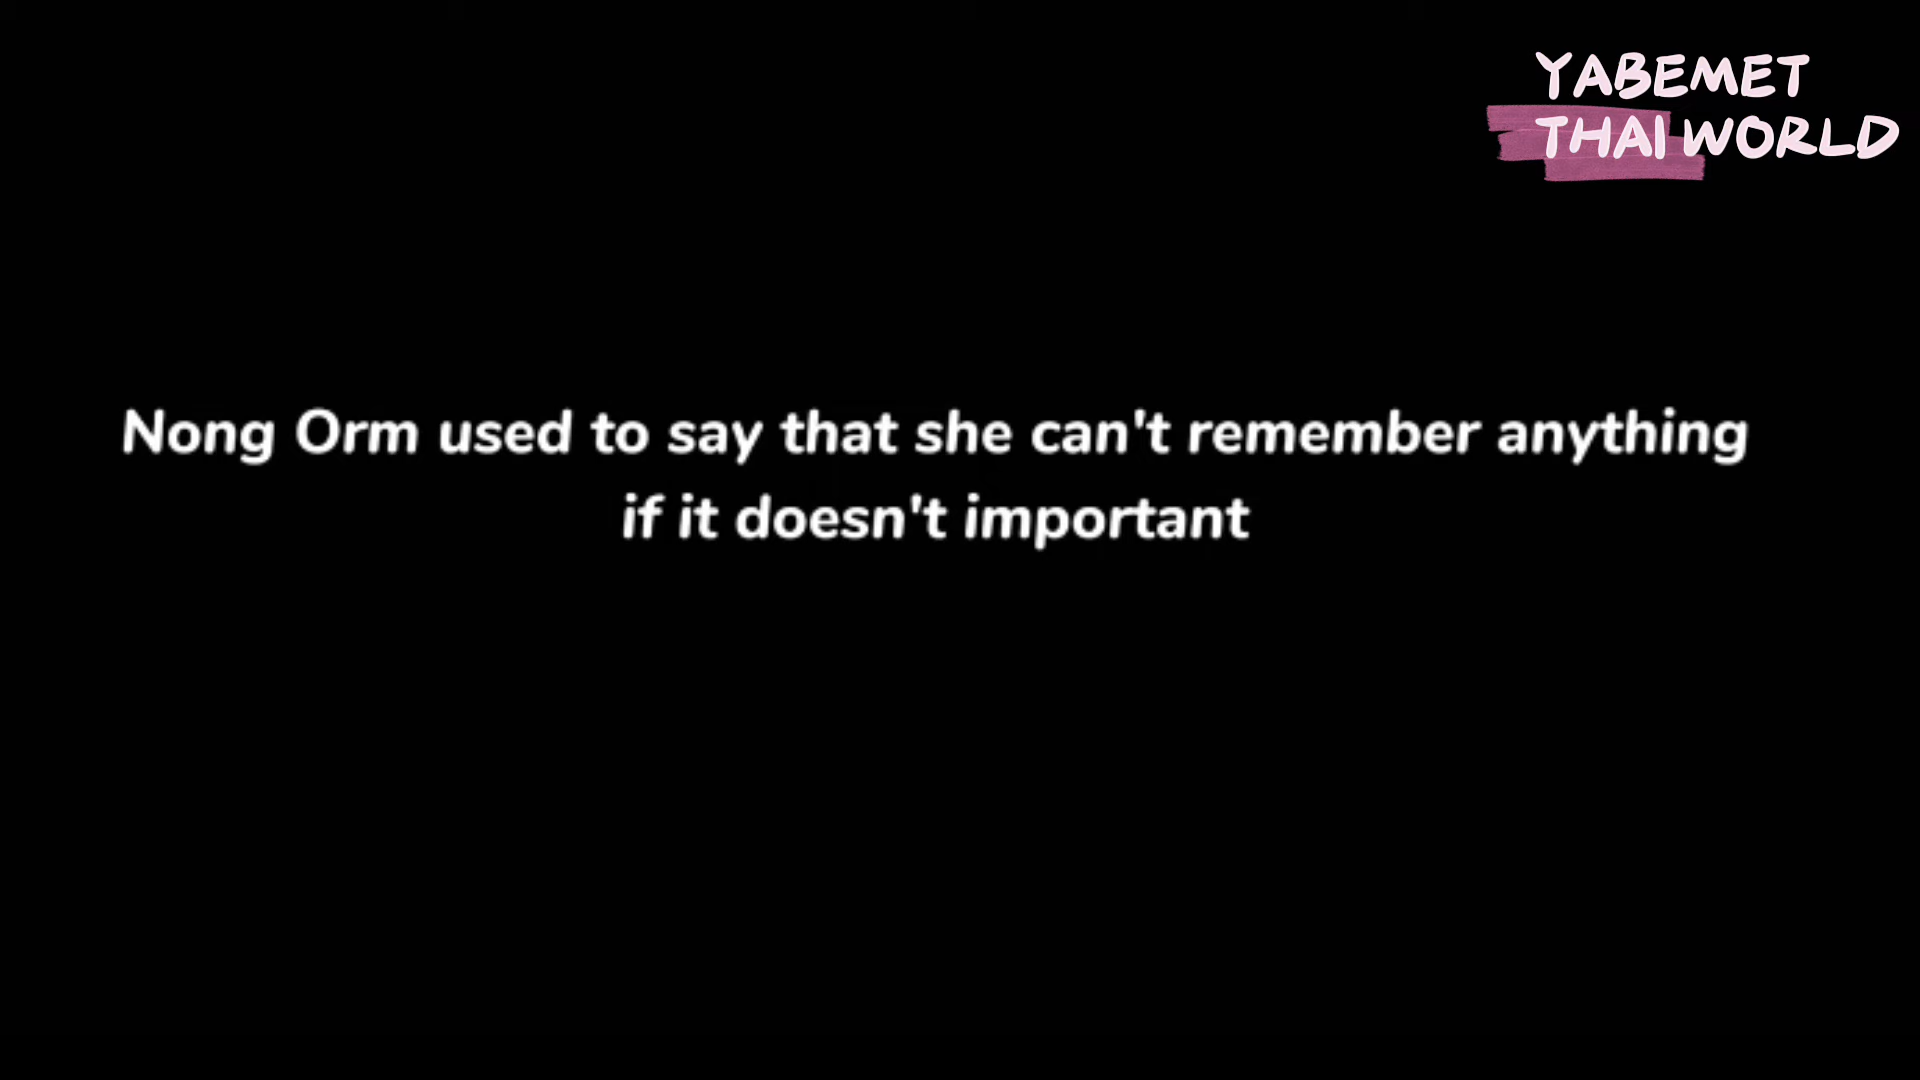 YABEMET
THAI WORLD
Nong Orm used to say that she can't remember anything
if it doesn't important